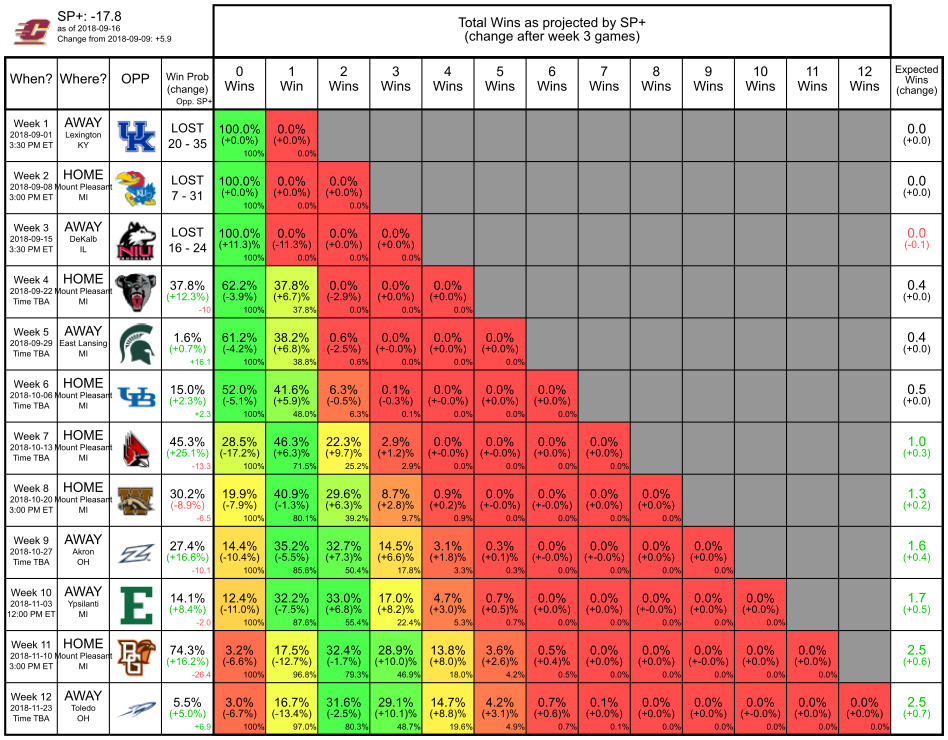 SP+: -17.8
as of 2018-09-16
Change from 2018-09-09: +5.9
Total Wins as projected by SP+
(change after week 3 games)
When? Where? OPP Win Prob (change) Opp. SP+ 0 Wins 1 Win 2 Wins 3 Wins 4 Wins 5 Wins 6 Wins 7 Wins 8 Wins 9 Wins 10 Wins 11 Wins 12 Wins Expected Wins (change)
Week 1 AWAY UK LOST 100.0% 0.0% 0.0
2018-09-01 Lexington 20 - 35 (+0.0%) (+0.0%) (+0.0)
3:30 PM ET KY 100% 0.0%
Week 2 HOME KU LOST 100.0% 0.0% 0.0% 0.0
2018-09-08 Mount Pleasant 7 - 31 (+0.0%) (+0.0%) (+0.0%) (+0.0)
3:00 PM ET MI 100% 0.0% 0.0%
Week 3 AWAY NIU LOST 100.0% 0.0% 0.0% 0.0% 0.0
2018-09-15 DeKalb 16 - 24 (+11.3%) (-11.3%) (+0.0%) (+0.0%) (-0.1)
3:30 PM ET IL 100% 0.0% 0.0% 0.0%
Week 4 HOME 37.8% 62.2% 37.8% 0.0% 0.0% 0.0% 0.4
2018-09-22 Mount Pleasant (+12.3%) (-3.9%) (+6.7%) (-2.9%) (+0.0%) (+0.0%) (+0.0)
Time TBA MI -10 100% 37.8% 0.0% 0.0% 0.0%
Week 5 AWAY 1.6% 61.2% 38.2% 0.6% 0.0% 0.0% 0.0% 0.4
2018-09-29 East Lansing (+0.7%) (-4.2%) (+6.8%) (-2.5%) (+-0.0%) (+0.0%) (+0.0%) (+0.0)
Time TBA MI +16.1 100% 38.8% 0.6% 0.0% 0.0% 0.0%
Week 6 HOME UB 15.0% 52.0% 41.6% 6.3% 0.1% 0.0% 0.0% 0.0% 0.5
2018-10-06 Mount Pleasant (+2.3%) (-5.1%) (+5.9%) (-0.5%) (-0.3%) (+-0.0%) (+0.0%) (+0.0%) (+0.0)
Time TBA MI +2.3 100% 48.0% 6.3% 0.1% 0.0% 0.0% 0.0%
Week 7 HOME 45.3% 28.5% 46.3% 22.3% 2.9% 0.0% 0.0% 0.0% 0.0% 1.0
2018-10-13 Mount Pleasant (+25.1%) (-17.2%) (+6.3%) (+9.7%) (+1.2%) (+-0.0%) (+-0.0%) (+0.0%) (+0.0%) (+0.3)
Time TBA MI -13.3 100% 71.5% 25.2% 2.9% 0.0% 0.0% 0.0% 0.0%
Week 8 HOME W 30.2% 19.9% 40.9% 29.6% 8.7% 0.9% 0.0% 0.0% 0.0% 0.0% 1.3
2018-10-20 Mount Pleasant (-8.9%) (-7.9%) (-1.3%) (+6.3%) (+2.8%) (+0.2%) (+-0.0%) (+-0.0%) (+0.0%) (+0.0%) (+0.2)
3:00 PM ET MI -6.5 100% 80.1% 39.2% 9.7% 0.9% 0.0% 0.0% 0.0% 0.0%
Week 9 AWAY 27.4% 14.4% 35.2% 32.7% 14.5% 3.1% 0.3% 0.0% 0.0% 0.0% 0.0% 1.6
2018-10-27 Akron (+16.6%) (-10.4%) (-5.5%) (+7.3%) (+6.6%) (+1.8%) (+0.1%) (+-0.0%) (+-0.0%) (+0.0%) (+0.0%) (+0.4)
Time TBA OH -10.1 100% 85.6% 50.4% 17.8% 3.3% 0.3% 0.0% 0.0% 0.0% 0.0%
Week 10 AWAY E 14.1% 12.4% 32.2% 33.0% 17.0% 4.7% 0.7% 0.0% 0.0% 0.0% 0.0% 0.0% 1.7
2018-11-03 Ypsilanti (+8.4%) (-11.0%) (-7.5%) (+6.8%) (+8.2%) (+3.0%) (+0.5%) (+0.0%) (+0.0%) (+-0.0%) (+0.0%) (+0.0%) (+0.5)
12:00 PM ET MI -2.0 100% 87.6% 55.4% 22.4% 5.3% 0.7% 0.0% 0.0% 0.0% 0.0% 0.0%
Week 11 HOME BG 74.3% 3.2% 17.5% 32.4% 28.9% 13.8% 3.6% 0.5% 0.0% 0.0% 0.0% 0.0% 0.0% 2.5
2018-11-10 Mount Pleasant (+16.2%) (-6.6%) (-12.7%) (-1.7%) (+10.0%) (+8.0%) (+2.6%) (+0.4%) (+0.0%) (+0.0%) (+-0.0%) (+0.0%) (+0.0%) (+0.6)
3:00 PM ET MI -26.4 100% 96.8% 79.3% 46.9% 18.0% 4.2% 0.5% 0.0% 0.0% 0.0% 0.0% 0.0%
Week 12 AWAY 5.5% 3.0% 16.7% 31.6% 29.1% 14.7% 4.2% 0.7% 0.1% 0.0% 0.0% 0.0% 0.0% 0.0% 2.5
2018-11-23 Toledo (+5.0%) (-6.7%) (-13.4%) (-2.5%) (+10.1%) (+8.8%) (+3.1%) (+0.6%) (+0.0%) (+0.0%) (+0.0%) (+-0.0%) (+0.0%) (+0.0%) (+0.7)
Time TBA OH +6.9 100% 97.0% 80.3% 48.7% 19.6% 4.9% 0.7% 0.1% 0.0% 0.0% 0.0% 0.0% 0.0%